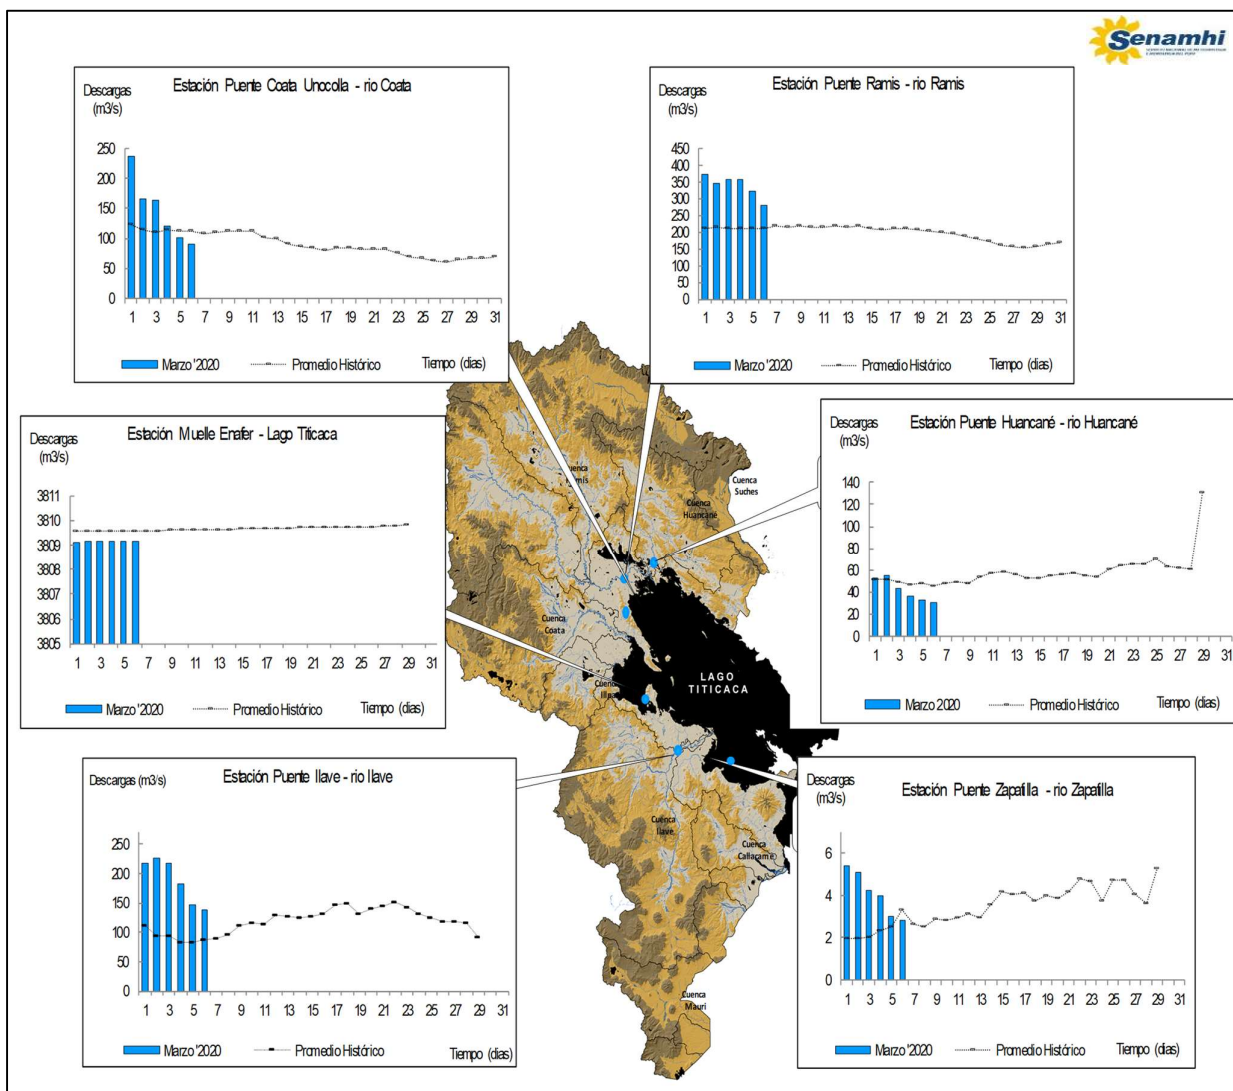 Senamhi
Estación Puente Coata Unocolla - rio Coata
Descargas
(m3/s)
250
200
150
100
50
0
1 3 5 7 9 11 13 15 17 19 21 23 25 27 29 31
Marzo '2020 Promedio Histórico Tiempo (dias)
Estación Puente Ramis - rio Ramis
Descargas
(m3/s)
450
400
350
300
250
200
150
100
50
0
1 3 5 7 9 11 13 15 17 19 21 23 25 27 29 31
Marzo '2020 Promedio Histórico Tiempo (dias)
Estación Muelle Enafer - Lago Titicaca
Descargas
(m3/s)
3811
3810
3809
3808
3807
3806
3805
1 3 5 7 9 11 13 15 17 19 21 23 25 27 29 31
Marzo '2020 Promedio Histórico Tiempo (dias)
Estación Puente Huancané - rio Huancané
Descargas
(m3/s)
140
120
100
80
60
40
20
0
1 3 5 7 9 11 13 15 17 19 21 23 25 27 29 31
Marzo 2020 Promedio Histórico Tiempo (dias)
Cuenca
Suches
Cuenca
Huancané
Cuenca
Coata
LAGO
TITICACA
Cuenca
Ilave
Cuenca
Callacame
Cuenca
Mauri
Estación Puente Ilave - rio Ilave
Descargas (m3/s)
250
200
150
100
50
0
1 3 5 7 9 11 13 15 17 19 21 23 25 27 29 31
Marzo '2020 Promedio Histórico Tiempo (dias)
Estación Puente Zapatilla - rio Zapatilla
Descargas
(m3/s)
6
4
2
0
1 3 5 7 9 11 13 15 17 19 21 23 25 27 29 31
Marzo '2020 Promedio Histórico Tiempo (dias)